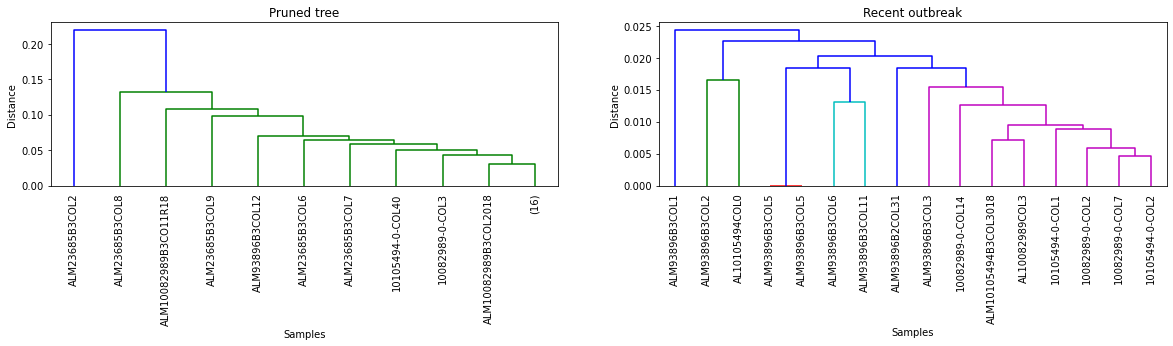 Pruned tree
Distance
0.20
0.15
0.10
0.05
0.00
ALM23685B3COL2
ALM23685B3COL8
ALM10082989B3CO11R18
ALM23685B3COL9
ALM93896B3COL12
ALM23685B3COL6
ALM23685B3COL7
10105494-0-COL40
10082989-0-COL3
ALM10082989B3COL2018
(16)
Samples
Recent outbreak
Distance
0.025
0.020
0.015
0.010
0.005
0.000
ALM93896B3COL1
ALM93896B3COL2
AL10105494COL0
ALM93896B3COL5
ALM93896B3COL5
ALM93896B3COL6
ALM93896B3COL11
ALM93896B2COL31
ALM93896B3COL3
10082989-0-COL14
ALM10105494B3COL3018
AL10082989COL3
10105494-0-COL1
10082989-0-COL2
10082989-0-COL7
10105494-0-COL2
Samples